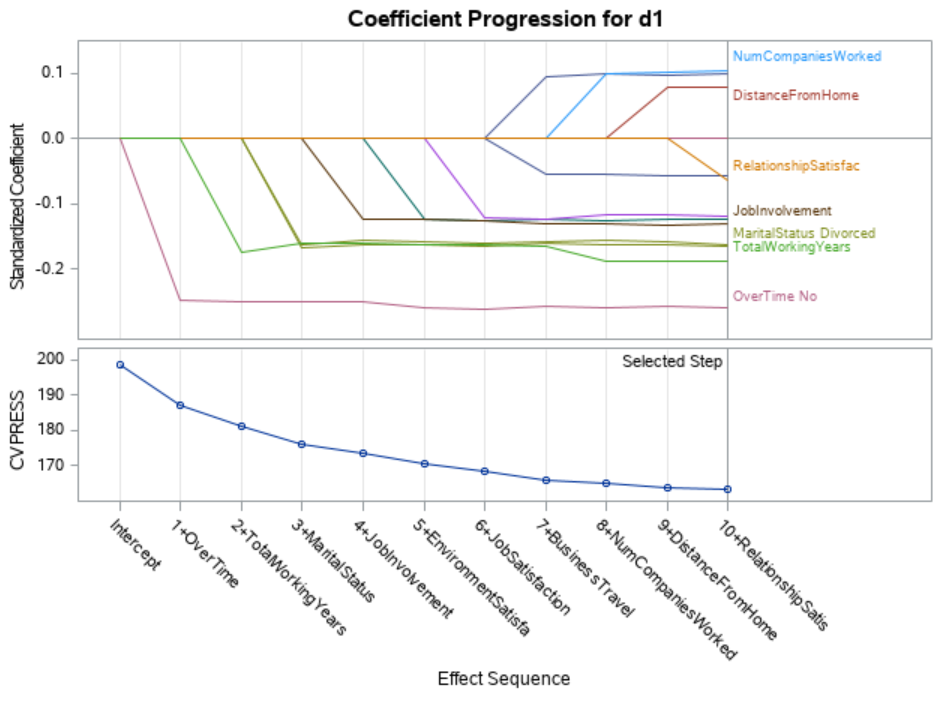 Coefficient Progression for d1
Standardized Coefficient
0.1
0.0
-0.1
-0.2
NumCompaniesWorked
DistanceFromHome
RelationshipSatisfac
JobInvolvement
MaritalStatus Divorced
TotalWorkingYears
OverTime No
CV PRESS
200
190
180
170
Selected Step
Intercept
1+OverTime
2+TotalWorkingYears
3+MaritalStatus
4+JobInvolvement
5+EnvironmentSatisfa
6+JobSatisfaction
7+BusinessTravel
8+NumCompaniesWorked
9+DistanceFromHome
10+RelationshipSatis
Effect Sequence